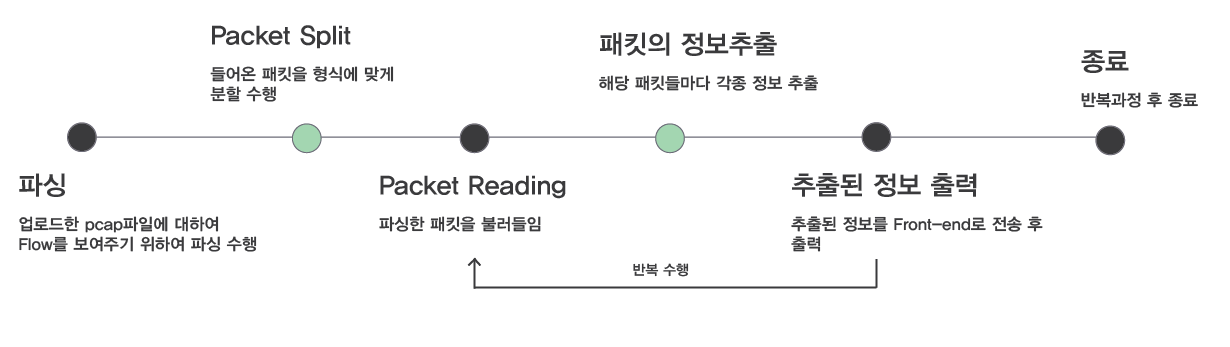 Packet Split
들어온 패킷을 형식에 맞게
분할 수행
패킷의 정보추출
해당 패킷들마다 각종 정보 추출
종료
반복과정 후 종료
파싱
업로드한 pcap파일에 대하여
Flow를 보여주기 위하여 파싱 수행
Packet Reading
파싱한 패킷을 불러들임
추출된 정보 출력
추출된 정보를 Front-end로 전송 후
출력
반복 수행